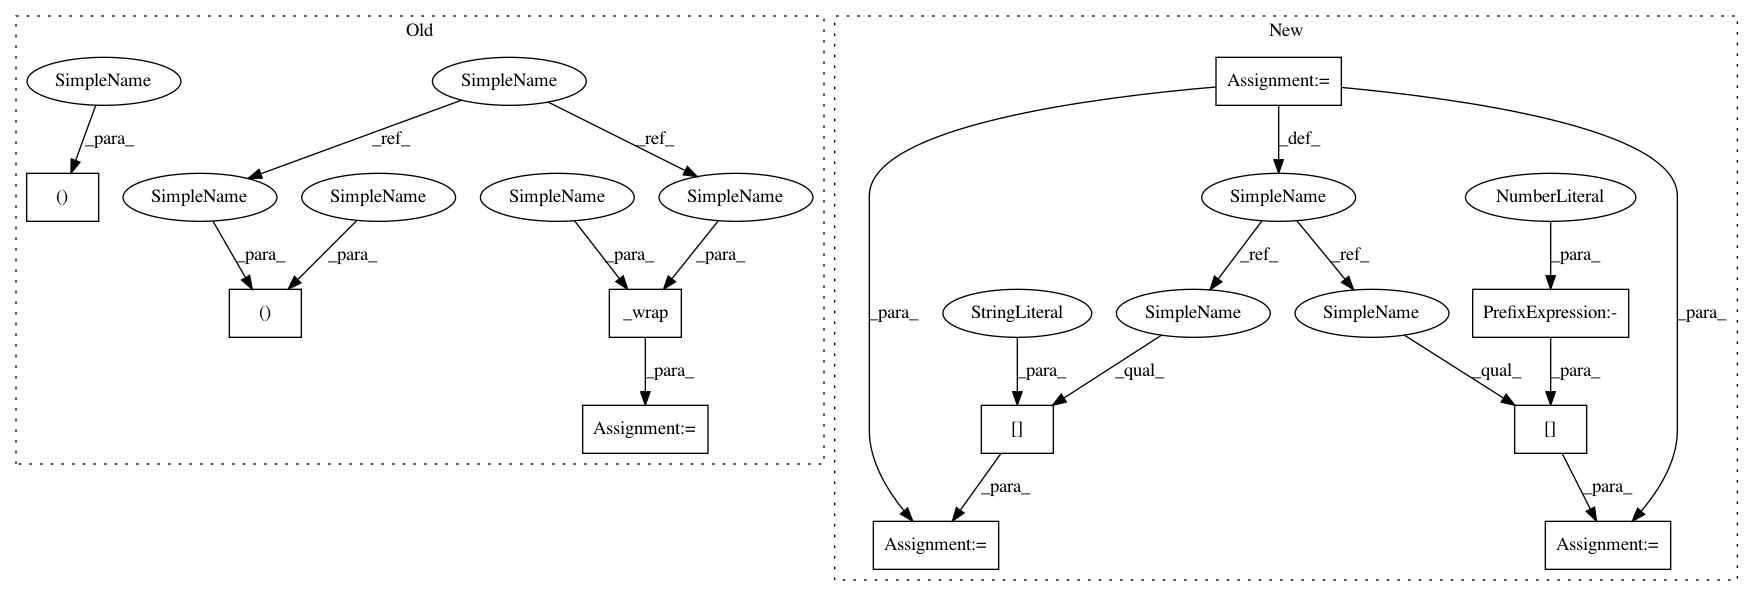 Old
New
SimpleName
SimpleName
Assignment:=
_para_
_ref_
_ref_
_def_
()
SimpleName
SimpleName
SimpleName
SimpleName
SimpleName
NumberLiteral
_para_
_para_
_para_
_para_
_ref_
_ref_
_para_
()
_wrap
_para_
StringLiteral
SimpleName
SimpleName
PrefixExpression:-
_para_
_para_
_para_
_qual_
_qual_
_para_
Assignment:=
[]
[]
_para_
_para_
Assignment:=
Assignment:=